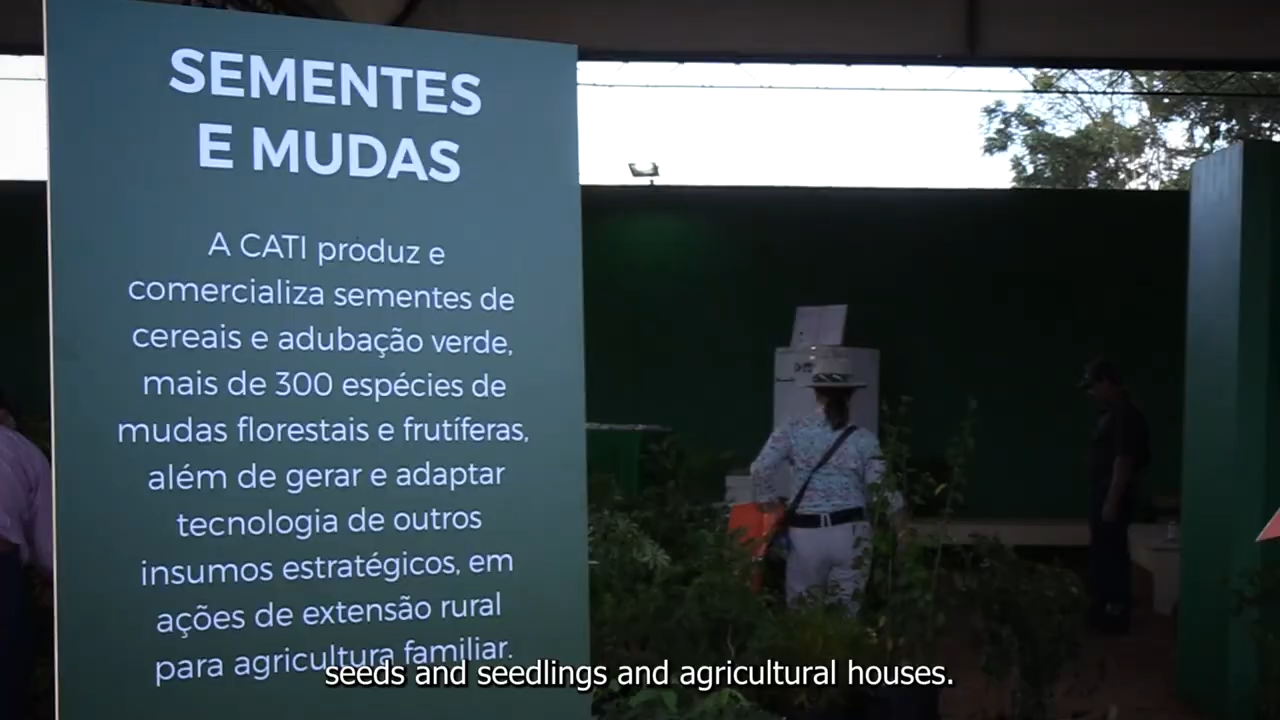 SEMENTES
E MUDAS
A CATI produz e
comercializa sementes de
cereais e adubação verde,
mais de 300 espécies de
mudas florestais e frutíferas,
além de gerar e adaptar
tecnologia de outros
insumos estratégicos, em
ações de extensão rural
para agricultura familiar.
seeds and seedlings and agricultural houses.